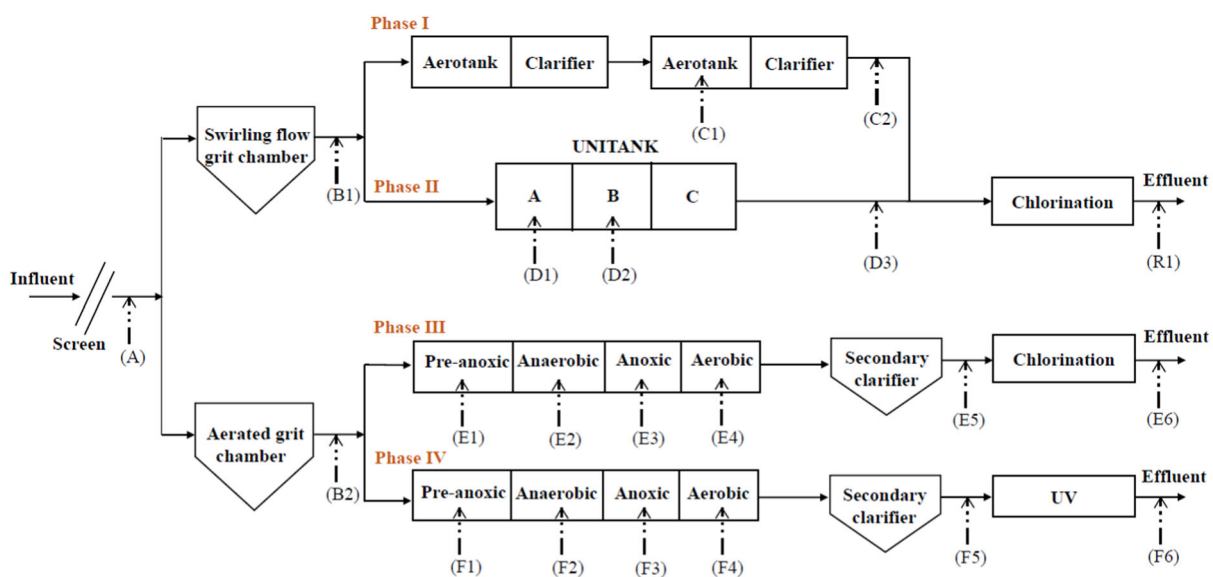 Phase I
Aerotank
Clarifier
Aerotank
Clarifier
Swirling flow
grit chamber
(B1)
(C1)
(C2)
UNITANK
Phase II
A
B
C
(D1)
(D2)
(D3)
Chlorination
Effluent
(R1)
Influent
Screen
(A)
Phase III
Pre-anoxic
Anaerobic
Anoxic
Aerobic
(E1)
(E2)
(E3)
(E4)
Secondary
clarifier
(E5)
Chlorination
Effluent
(E6)
Aerated grit
chamber
(B2)
Phase IV
Pre-anoxic
Anaerobic
Anoxic
Aerobic
(F1)
(F2)
(F3)
(F4)
Secondary
clarifier
(F5)
UV
Effluent
(F6)